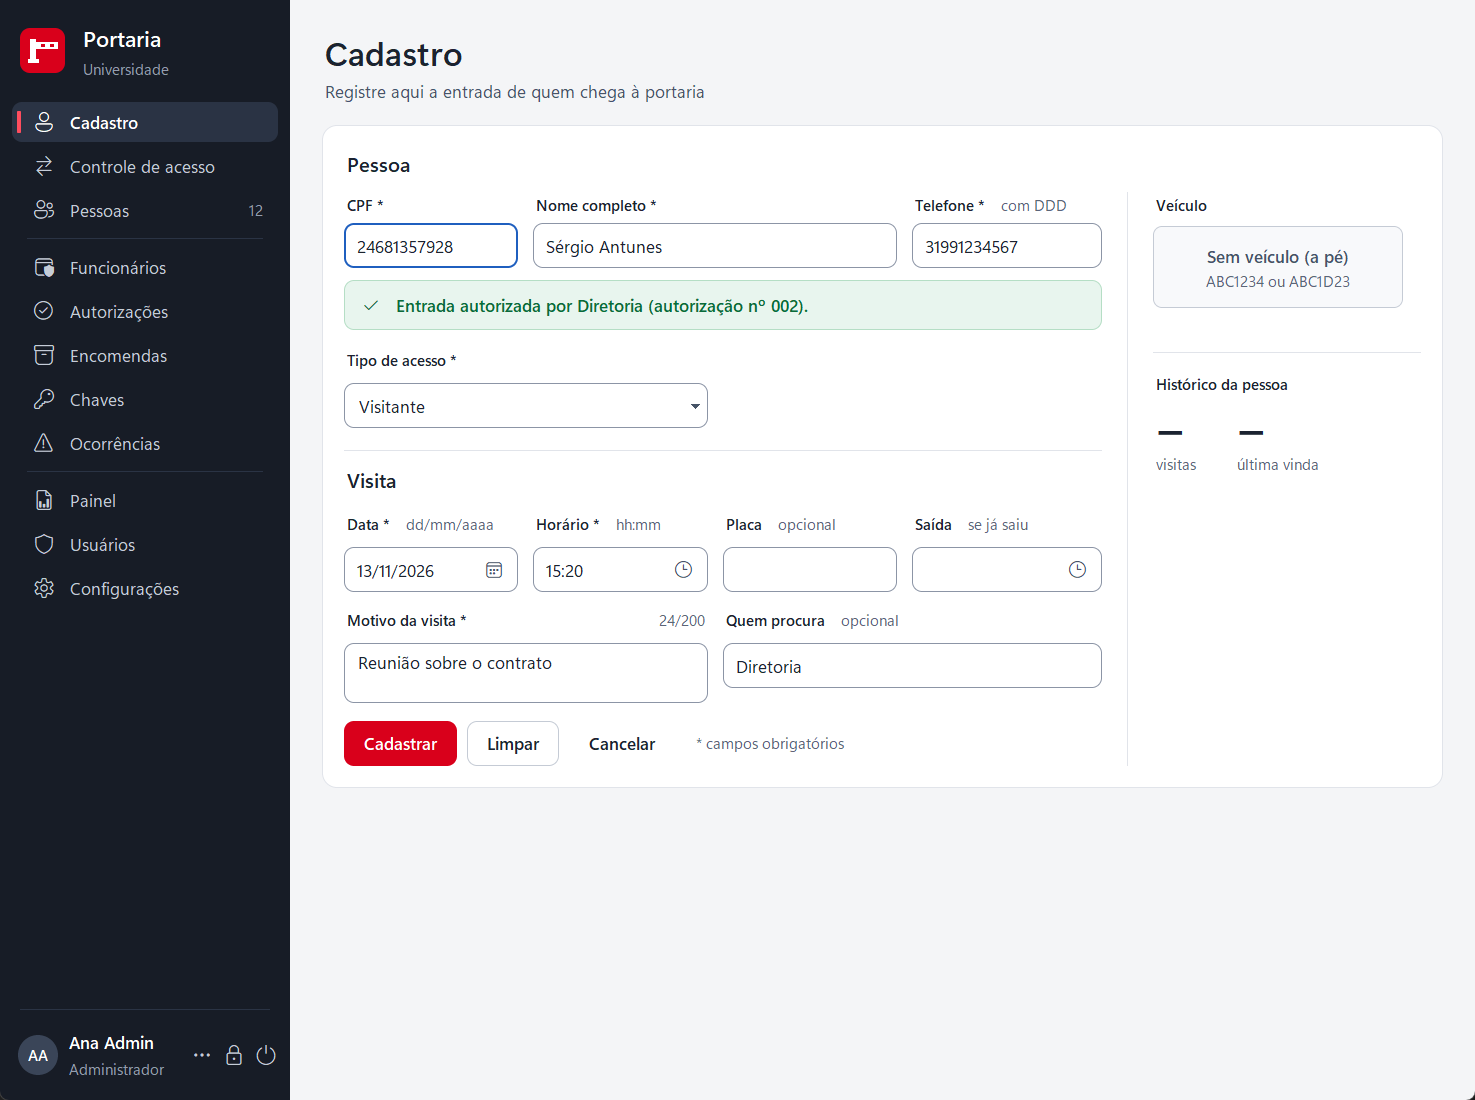 Portaria
Universidade
Cadastro
Controle de acesso
Pessoas 12
Funcionários
Autorizações
Encomendas
Chaves
Ocorrências
Painel
Usuários
Configurações
AA
Ana Admin
Administrador
Cadastro
Registre aqui a entrada de quem chega à portaria
Pessoa
CPF * Nome completo * Telefone * com DDD
24681357928 Sérgio Antunes 31991234567
Entrada autorizada por Diretoria (autorização nº 002).
Tipo de acesso *
Visitante
Visita
Data * dd/mm/aaaa Horário * hh:mm Placa opcional Saída se já saiu
13/11/2026 15:20
Motivo da visita * 24/200 Quem procura opcional
Reunião sobre o contrato Diretoria
Cadastrar Limpar Cancelar * campos obrigatórios
Veículo
Sem veículo (a pé)
ABC1234 ou ABC1D23
Histórico da pessoa
— —
visitas última vinda